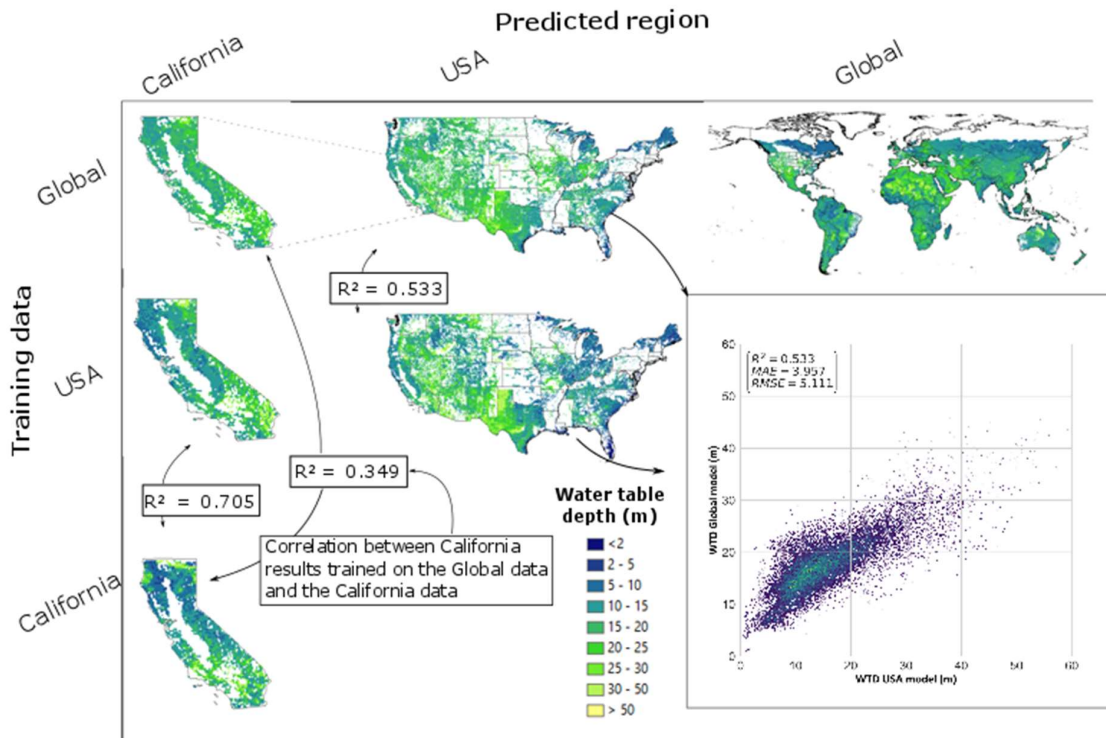 Predicted region
California
USA
Global
Training data
Global
USA
California
R² = 0.533
R² = 0.705
R² = 0.349
Correlation between California
results trained on the Global data
and the California data
Water table
depth (m)
<2
2 - 5
5 - 10
10 - 15
15 - 20
20 - 25
25 - 30
30 - 50
> 50
R² = 0.533
MAE = 3.957
RMSE = 5.111
WTD Global model (m)
60
50
40
30
20
10
0
0 10 20 30 40 50 60
WTD USA model (m)